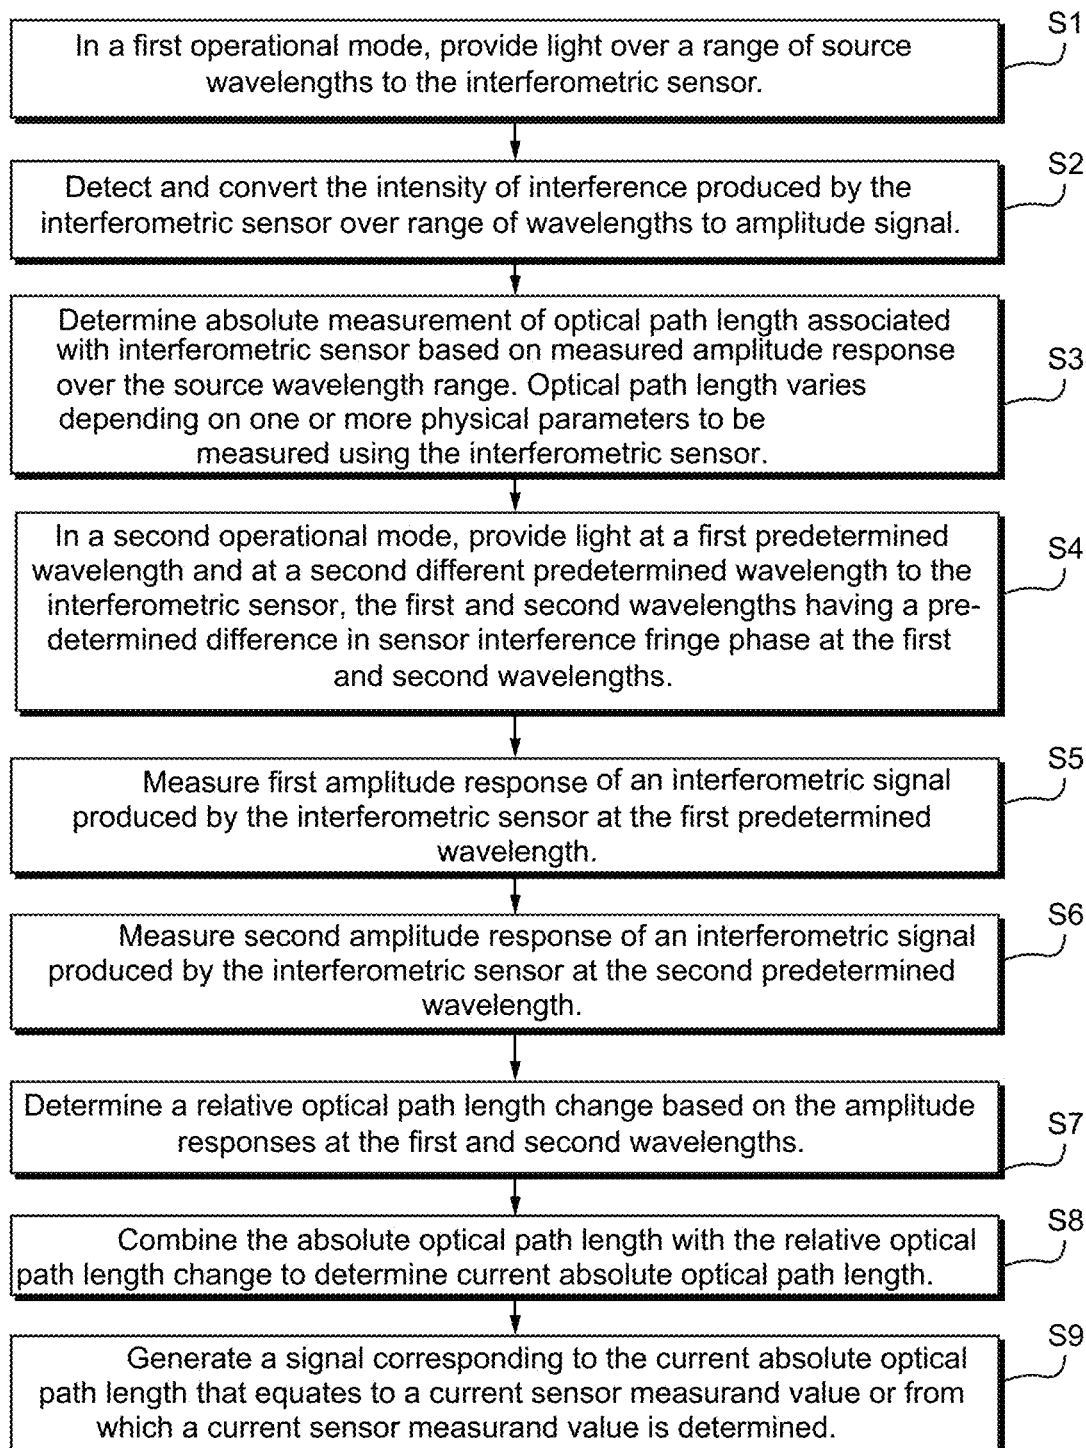 S1
In a first operational mode, provide light over a range of source
wavelengths to the interferometric sensor.
S2
Detect and convert the intensity of interference produced by the
interferometric sensor over range of wavelengths to amplitude signal.
S3
Determine absolute measurement of optical path length associated
with interferometric sensor based on measured amplitude response
over the source wavelength range. Optical path length varies
depending on one or more physical parameters to be
measured using the interferometric sensor.
S4
In a second operational mode, provide light at a first predetermined
wavelength and at a second different predetermined wavelength to the
interferometric sensor, the first and second wavelengths having a pre-
determined difference in sensor interference fringe phase at the first
and second wavelengths.
S5
Measure first amplitude response of an interferometric signal
produced by the interferometric sensor at the first predetermined
wavelength.
S6
Measure second amplitude response of an interferometric signal
produced by the interferometric sensor at the second predetermined
wavelength.
S7
Determine a relative optical path length change based on the amplitude
responses at the first and second wavelengths.
S8
Combine the absolute optical path length with the relative optical
path length change to determine current absolute optical path length.
S9
Generate a signal corresponding to the current absolute optical
path length that equates to a current sensor measurand value or from
which a current sensor measurand value is determined.